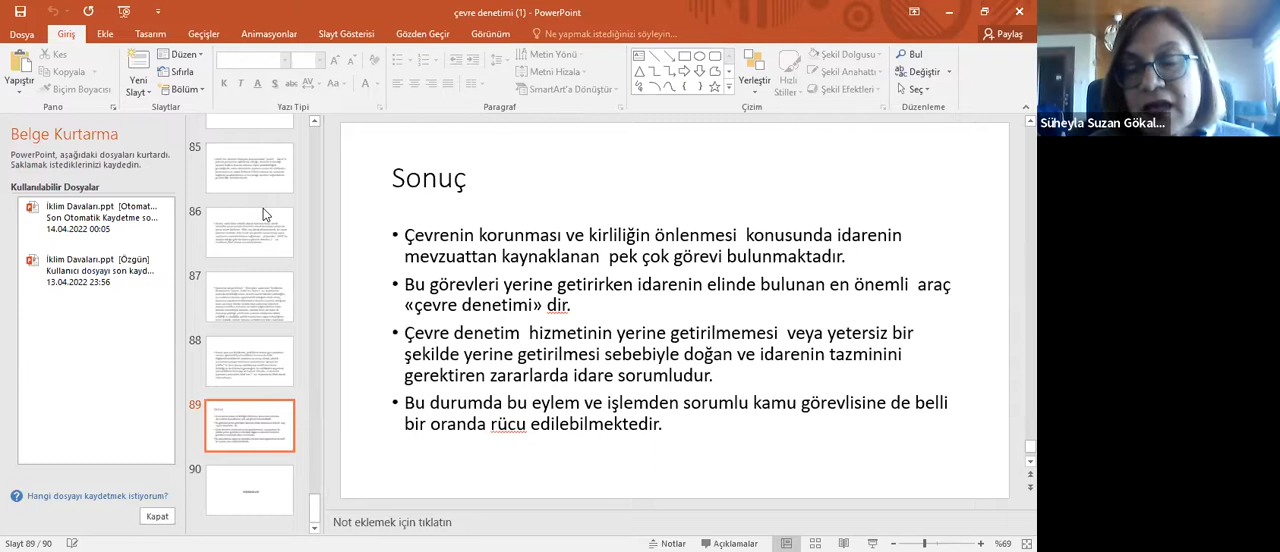 çevre denetimi (1) - PowerPoint
Dosya Giriş Ekle Tasarım Geçişler Animasyonlar Slayt Gösterisi Gözden Geçir Görünüm Ne yapmak istediğinizi söyleyin... Paylaş
Yapıştır
Kes
Kopyala
Biçim Boyacısı
Pano
Yeni
Slayt
Düzen
Sıfırla
Bölüm
Slaytlar
K T A S abc AV Aa A
Yazı Tipi
Metin Yönü
Metni Hizala
SmartArt'a Dönüştür
Paragraf
Yerleştir
Hızlı
Stiller
Şekil Dolgusu
Şekil Anahattı
Şekil Efektleri
Çizim
Bul
Değiştir
Seç
Düzenleme
Süheyla Suzan Gökal...
Belge Kurtarma
PowerPoint, aşağıdaki dosyaları kurtardı.
Saklamak istediklerinizi kaydedin.
Kullanılabilir Dosyalar
İklim Davaları.ppt [Otomat...
Son Otomatik Kaydetme so...
14.04.2022 00:05
İklim Davaları.ppt [Özgün]
Kullanıcı dosyayı son kayd...
13.04.2022 23:56
Hangi dosyayı kaydetmek istiyorum?
Kapat
85
86
87
88
89
90
Sonuç
• Çevrenin korunması ve kirliliğin önlenmesi konusunda idarenin
mevzuattan kaynaklanan pek çok görevi bulunmaktadır.
• Bu görevleri yerine getirirken idarenin elinde bulunan en önemli araç
«çevre denetimi» dir.
• Çevre denetim hizmetinin yerine getirilmemesi veya yetersiz bir
şekilde yerine getirilmesi sebebiyle doğan ve idarenin tazminini
gerektiren zararlarda idare sorumludur.
• Bu durumda bu eylem ve işlemden sorumlu kamu görevlisine de belli
bir oranda rücu edilebilmektedir.
Not eklemek için tıklatın
Slayt 89 / 90 Notlar Açıklamalar %69